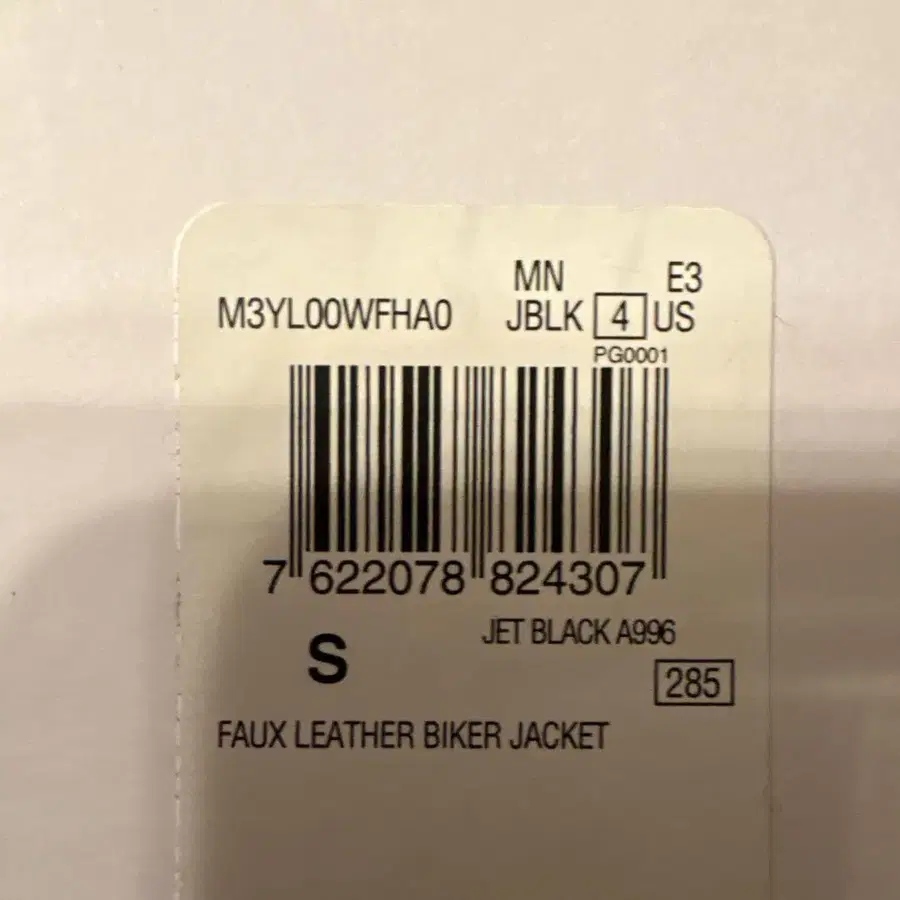 MN E3
M3YL00WFHA0 JBLK 4 US
PG0001
7 622078 824307
JET BLACK A996
S
285
FAUX LEATHER BIKER JACKET